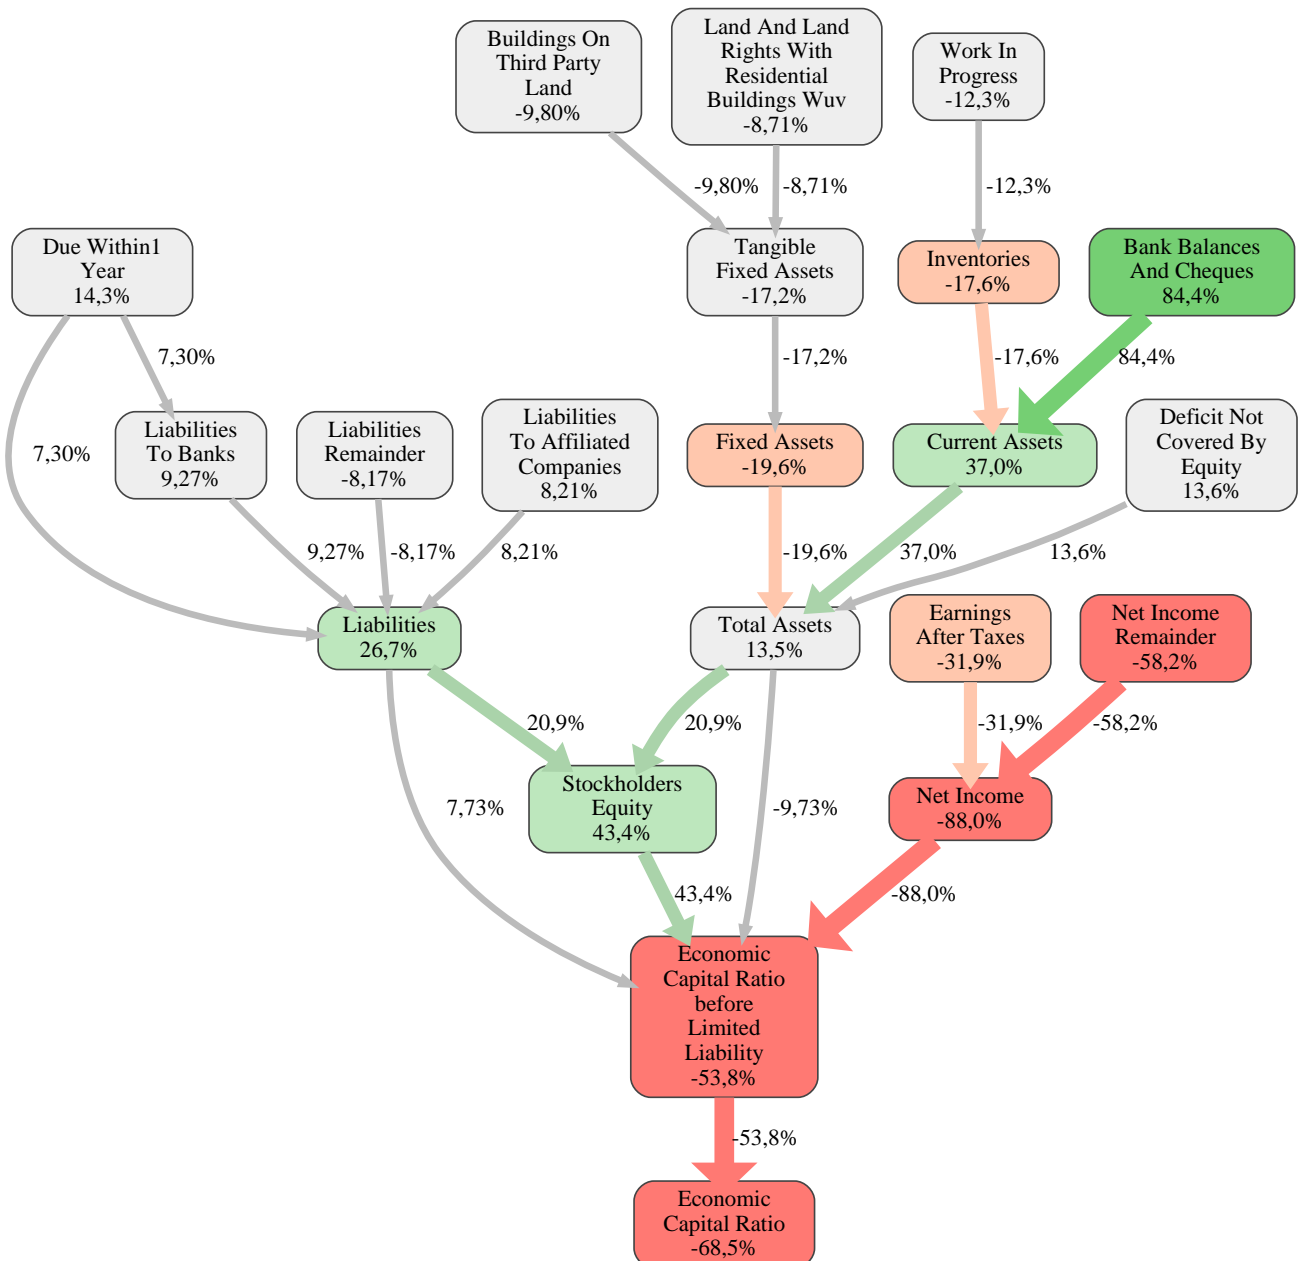 Buildings On
Third Party
Land
-9,80%
Land And Land
Rights With
Residential
Buildings Wuv
-8,71%
Work In
Progress
-12,3%
-9,80%
-8,71%
-12,3%
Due Within1
Year
14,3%
Tangible
Fixed Assets
-17,2%
Inventories
-17,6%
Bank Balances
And Cheques
84,4%
7,30%
-17,2%
-17,6%
84,4%
7,30%
Liabilities
To Banks
9,27%
Liabilities
Remainder
-8,17%
Liabilities
To Affiliated
Companies
8,21%
Fixed Assets
-19,6%
Current Assets
37,0%
Deficit Not
Covered By
Equity
13,6%
9,27%
-8,17%
8,21%
-19,6%
37,0%
13,6%
Liabilities
26,7%
Total Assets
13,5%
Earnings
After Taxes
-31,9%
Net Income
Remainder
-58,2%
20,9%
20,9%
-31,9%
-58,2%
Stockholders
Equity
43,4%
7,73%
-9,73%
Net Income
-88,0%
43,4%
-88,0%
Economic
Capital Ratio
before
Limited
Liability
-53,8%
-53,8%
Economic
Capital Ratio
-68,5%